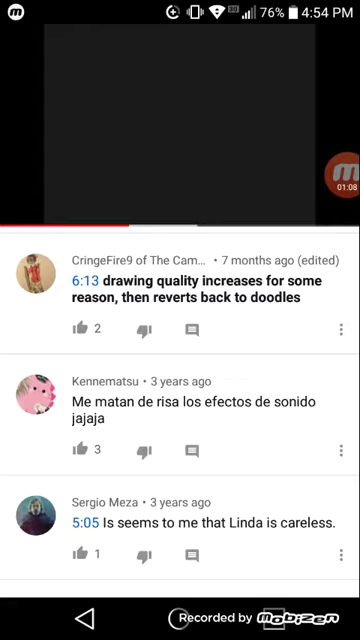 3G 76% 4:54 PM
01:08
CringeFire9 of The Cam... • 7 months ago (edited)
6:13 drawing quality increases for some
reason, then reverts back to doodles
2
Kennematsu • 3 years ago
Me matan de risa los efectos de sonido
jajaja
3
Sergio Meza • 3 years ago
5:05 Is seems to me that Linda is careless.
1
Recorded by Mobizen